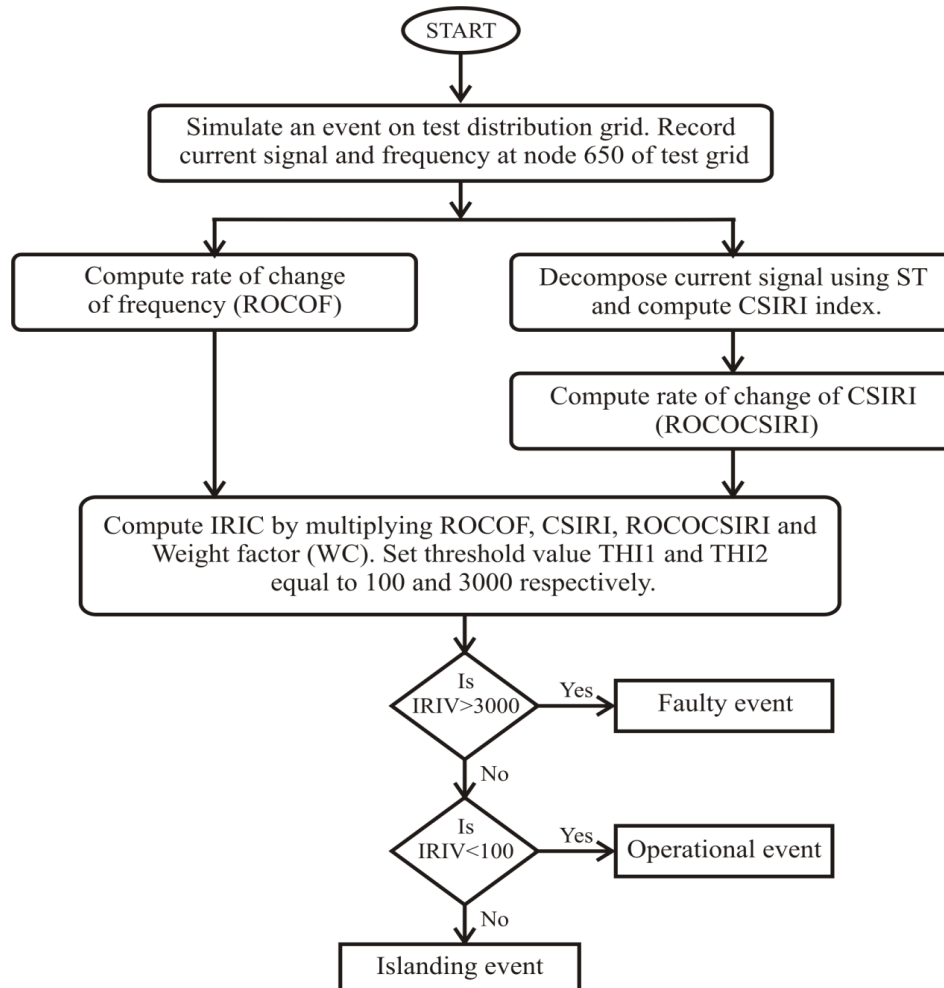 START
Simulate an event on test distribution grid. Record
current signal and frequency at node 650 of test grid
Compute rate of change
of frequency (ROCOF)
Decompose current signal using ST
and compute CSIRI index.
Compute rate of change of CSIRI
(ROCOCSIRI)
Compute IRIC by multiplying ROCOF, CSIRI, ROCOCSIRI and
Weight factor (WC). Set threshold value THI1 and THI2
equal to 100 and 3000 respectively.
Is
IRIV>3000
Yes
Faulty event
No
Is
IRIV<100
Yes
Operational event
No
Islanding event